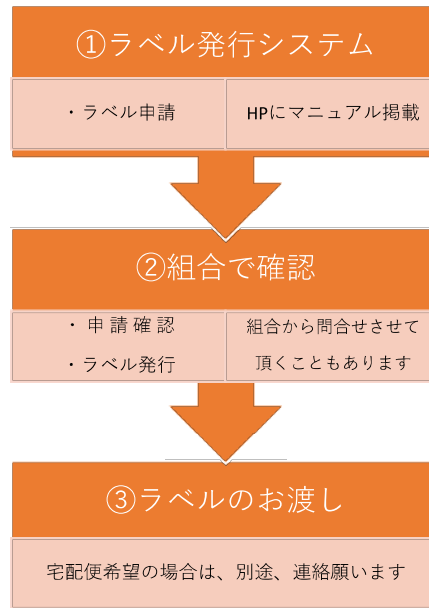 ①ラベル発行システム
・ラベル申請
HPにマニュアル掲載
②組合で確認
・申請確認
・ラベル発行
組合から問合せさせて
頂くこともあります
③ラベルのお渡し
宅配便希望の場合は、別途、連絡願います